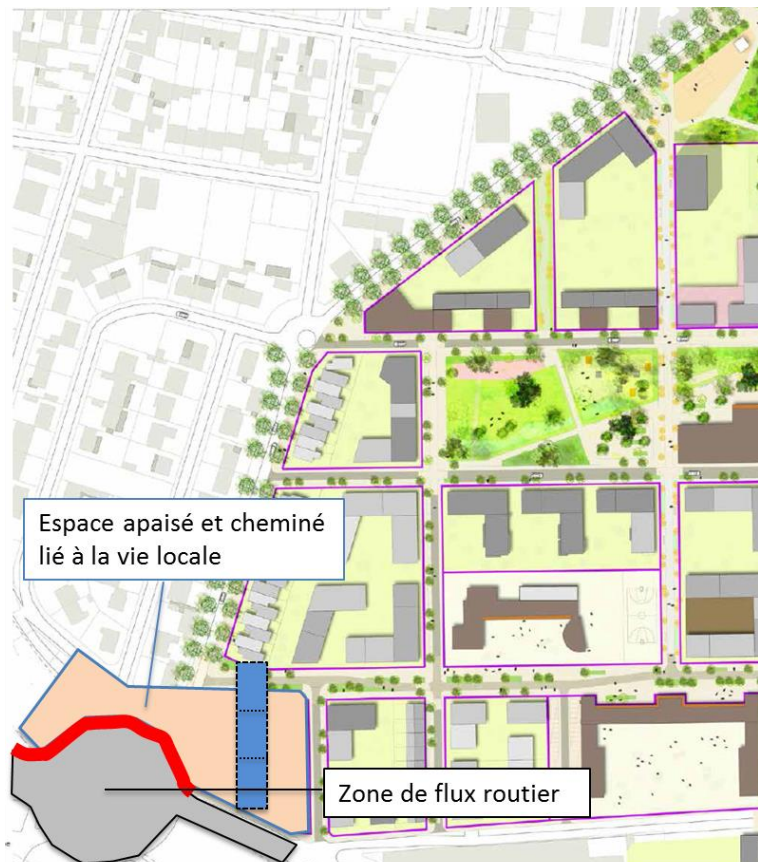 Espace apaisé et cheminé
lié à la vie locale
Zone de flux routier